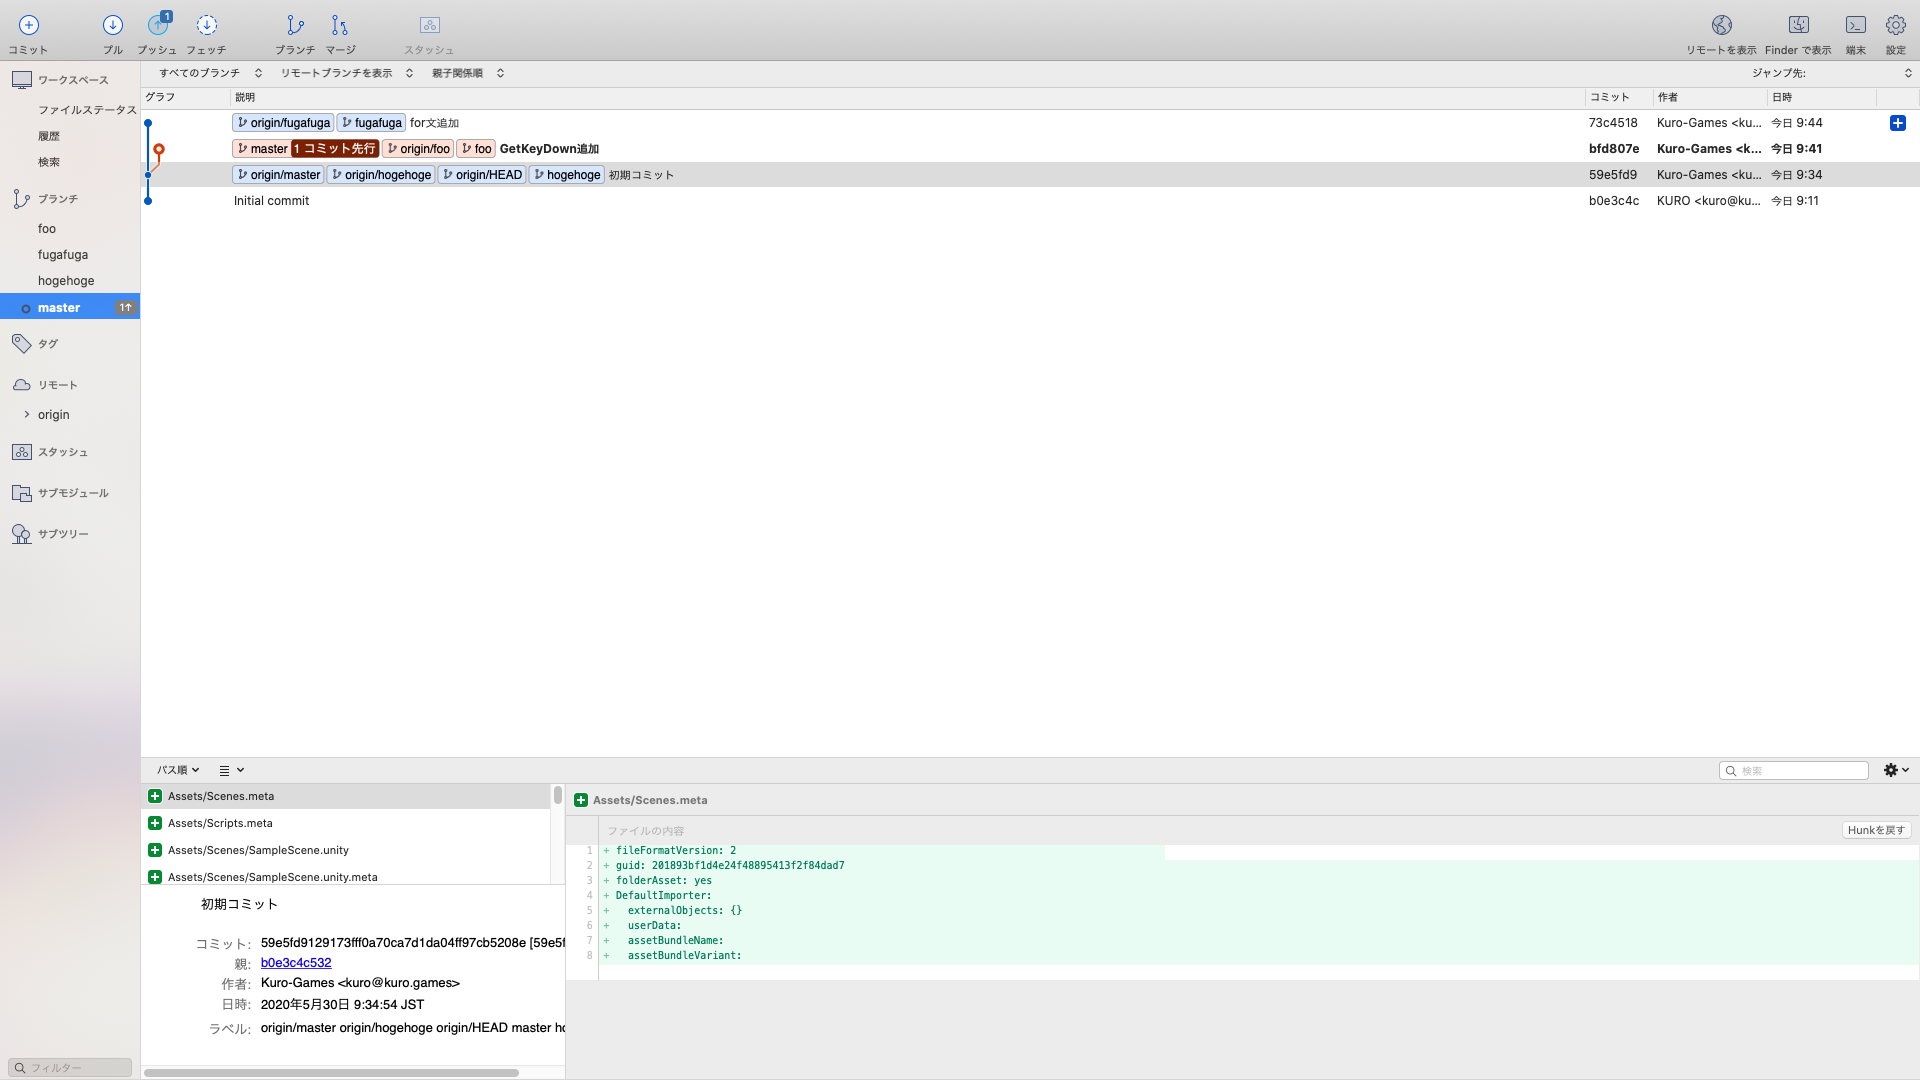 コミット プル 1 プッシュ フェッチ ブランチ マージ スタッシュ リモートを表示 Finder で表示 端末 設定
ワークスペース
ファイルステータス
履歴
検索
ブランチ
foo
fugafuga
hogehoge
master 1↑
タグ
リモート
origin
スタッシュ
サブモジュール
サブツリー
フィルター
すべてのブランチ リモートブランチを表示 親子関係順 ジャンプ先:
グラフ 説明 コミット 作者 日時
origin/fugafuga fugafuga for文追加 73c4518 Kuro-Games <ku... 今日 9:44
master 1 コミット先行 origin/foo foo GetKeyDown追加 bfd807e Kuro-Games <k... 今日 9:41
origin/master origin/hogehoge origin/HEAD hogehoge 初期コミット 59e5fd9 Kuro-Games <ku... 今日 9:34
Initial commit b0e3c4c KURO <kuro@ku... 今日 9:11
パス順 検索
Assets/Scenes.meta
Assets/Scripts.meta
Assets/Scenes/SampleScene.unity
Assets/Scenes/SampleScene.unity.meta
初期コミット
コミット: 59e5fd9129173fff0a70ca7d1da04ff97cb5208e [59e5f
親: b0e3c4c532
作者: Kuro-Games <kuro@kuro.games>
日時: 2020年5月30日 9:34:54 JST
ラベル: origin/master origin/hogehoge origin/HEAD master ho
Assets/Scenes.meta
ファイルの内容 Hunkを戻す
1 + fileFormatVersion: 2
2 + guid: 201893bf1d4e24f48895413f2f84dad7
3 + folderAsset: yes
4 + DefaultImporter:
5 + externalObjects: {}
6 + userData:
7 + assetBundleName:
8 + assetBundleVariant: